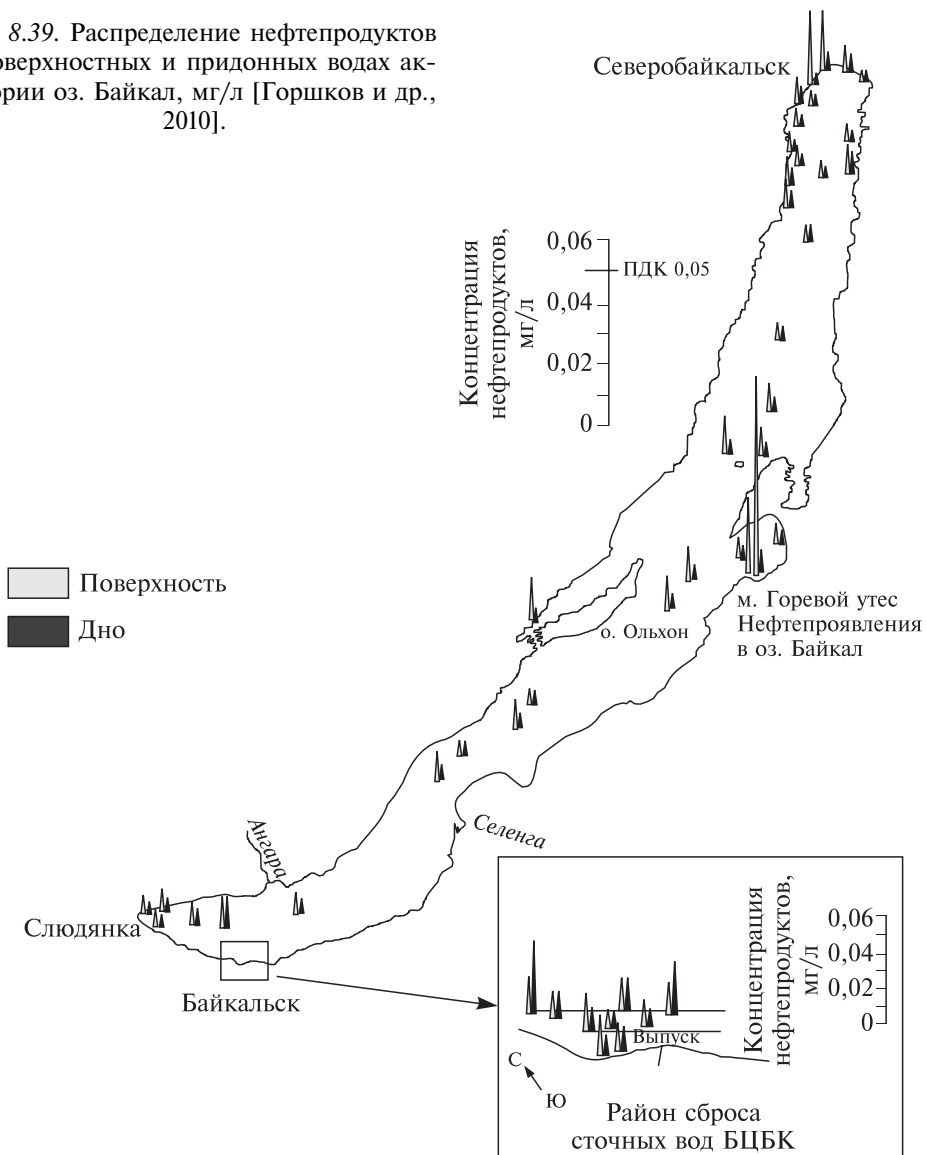 8.39. Распределение нефтепродуктов
оверхностных и придонных водах ак-
ории оз. Байкал, мг/л [Горшков и др.,
2010].
Северобайкальск
Концентрация
нефтепродуктов,
мг/л
0,06
ПДК 0,05
0,04
0,02
0
Поверхность
Дно
о. Ольхон
м. Горевой утес
Нефтепроявления
в оз. Байкал
Ангара
Селенга
Слюдянка
Байкальск
Концентрация
нефтепродуктов,
мг/л
0,06
0,04
0,02
0
Выпуск
С
Ю
Район сброса
сточных вод БЦБК